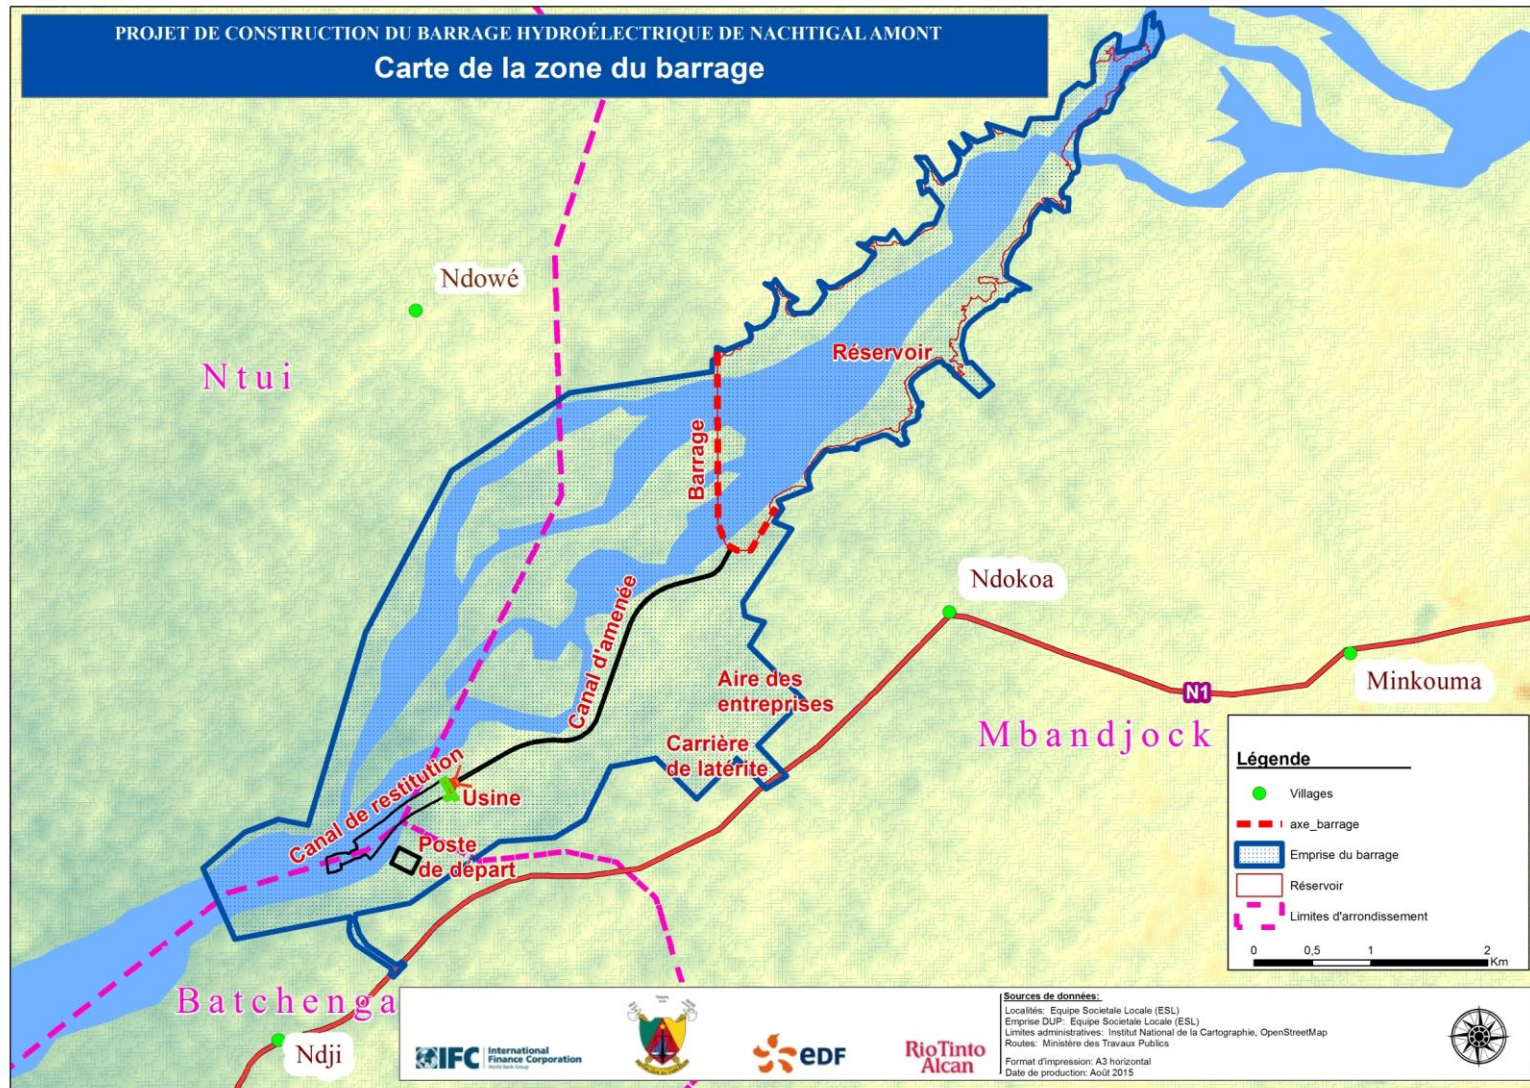 PROJET DE CONSTRUCTION DU BARRAGE HYDROÉLECTRIQUE DE NACHTIGAL AMONT
Carte de la zone du barrage
Ndowé
Ntui
Réservoir
Barrage
Ndokoa
Canal d'amenée
Minkouma
Aire des
entreprises
N1
Mbandjock
Carrière
de latérite
Canal de restitution
Usine
Poste
de départ
Batchenga
Ndji
Légende
Villages
axe_barrage
Emprise du barrage
Réservoir
Limites d'arrondissement
0 0,5 1 2
Km
IFC International
Finance Corporation
World Bank Group
eDF
RioTinto
Alcan
Sources de données:
Localités: Equipe Societale Locale (ESL)
Emprise DUP: Equipe Societale Locale (ESL)
Limites administratives: Institut National de la Cartographie, OpenStreetMap
Routes: Ministère des Travaux Publics
Format d'impression: A3 horizontal
Date de production: Août 2015